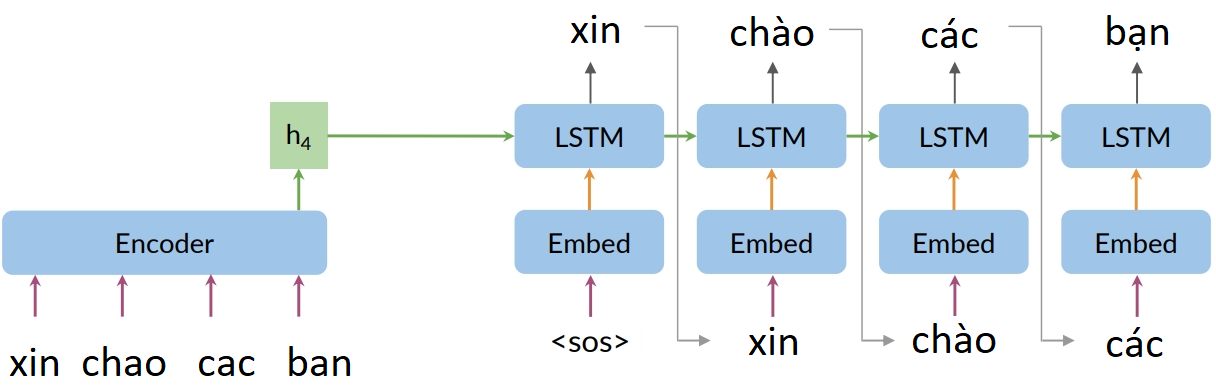 xin chào các bạn
h4
LSTM LSTM LSTM LSTM
Encoder
Embed Embed Embed Embed
<sos> xin chào các
xin chao cac ban